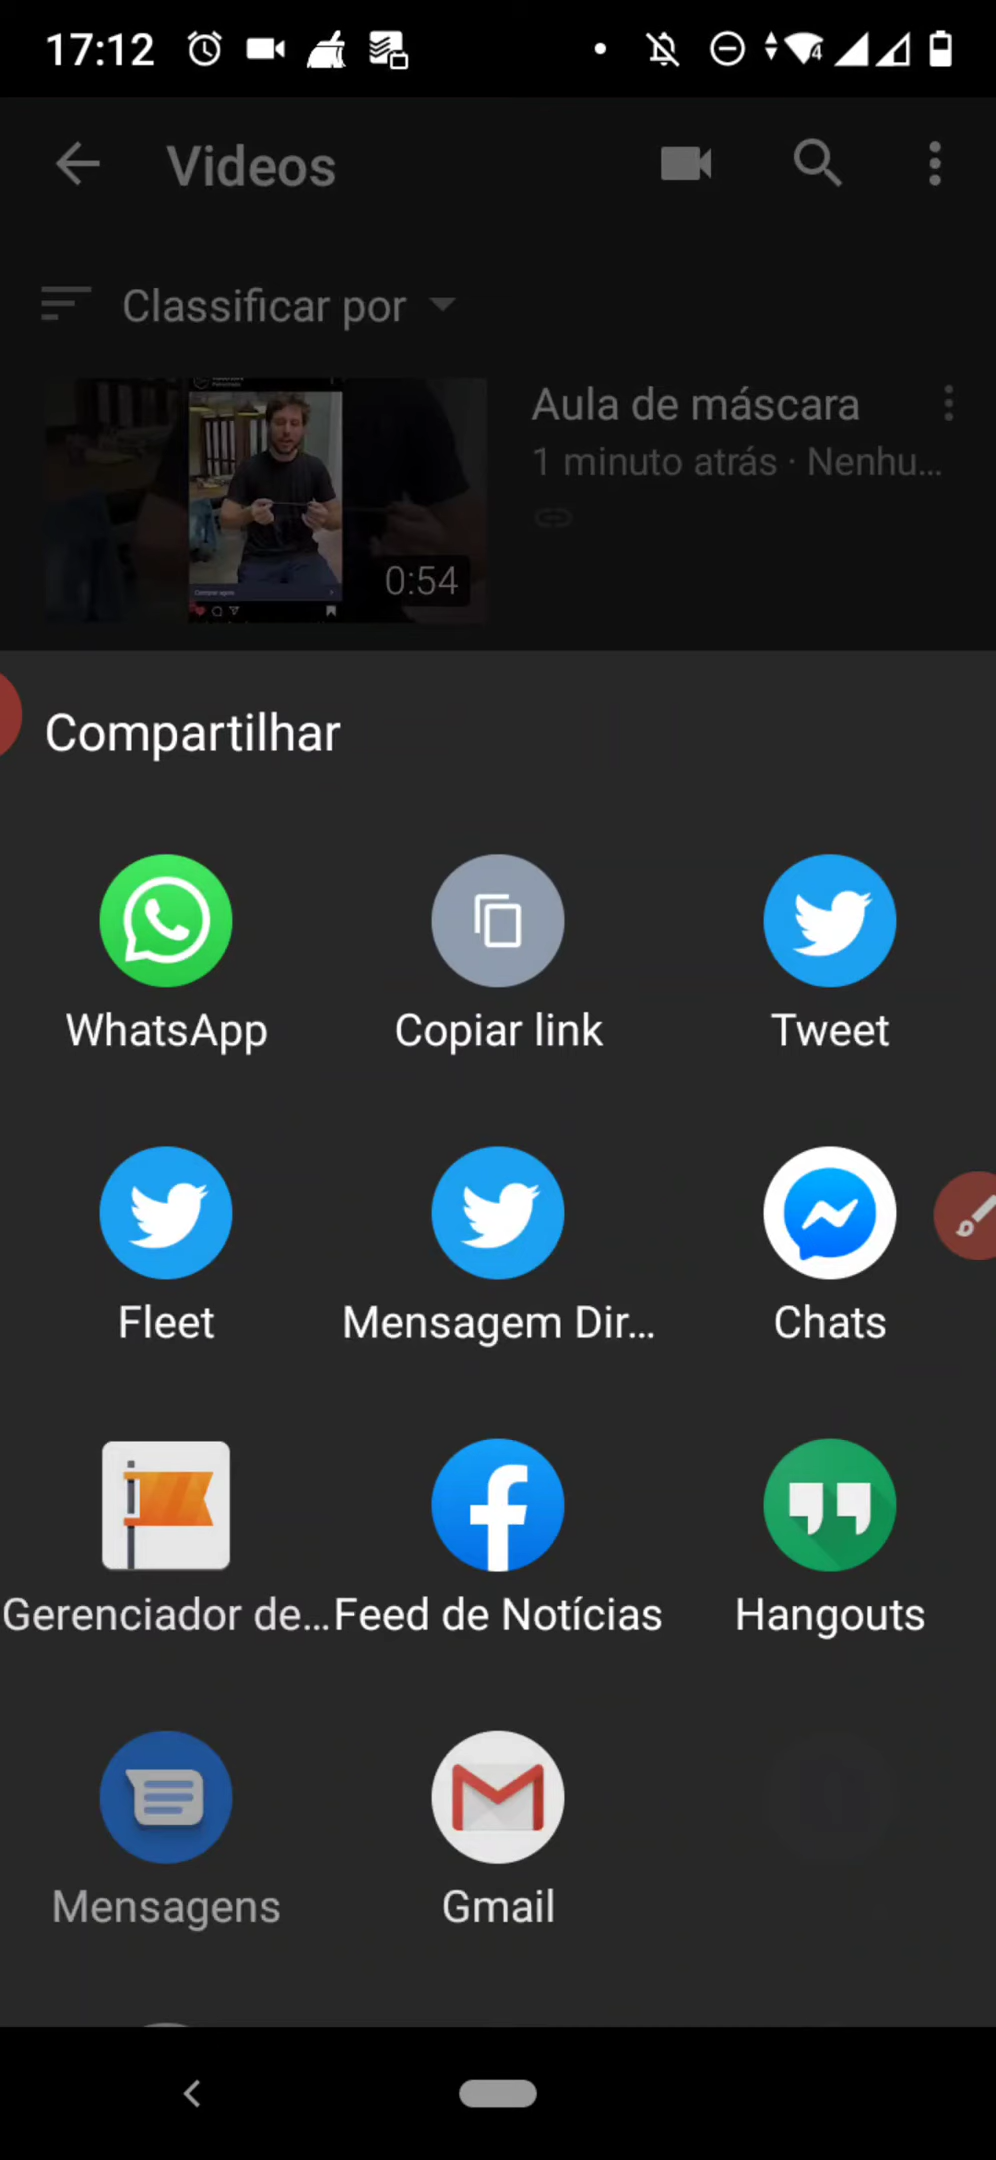 17:12
4
Videos
Classificar por
Aula de máscara
1 minuto atrás · Nenhu...
0:54
Compartilhar
WhatsApp
Copiar link
Tweet
Fleet
Mensagem Dir...
Chats
Gerenciador de...
Feed de Notícias
Hangouts
Mensagens
Gmail